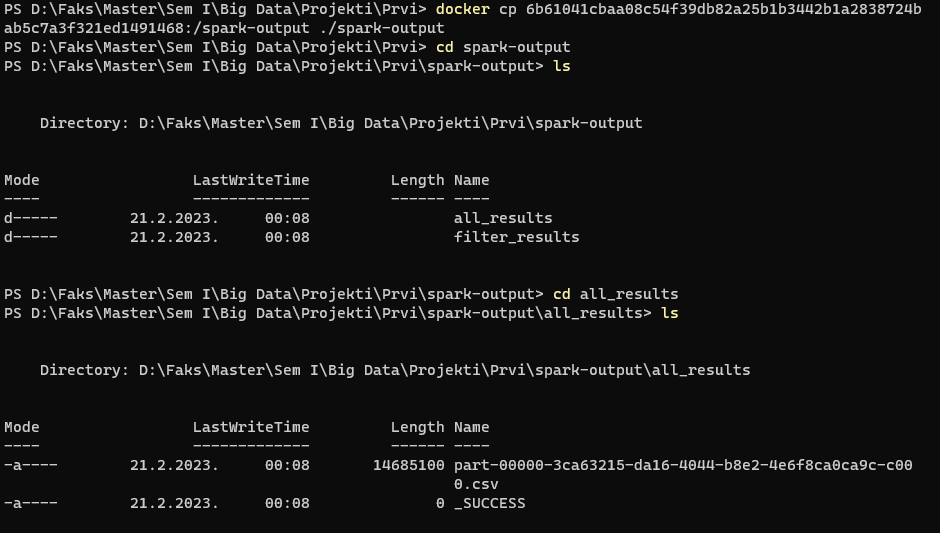 PS D:\Faks\Master\Sem I\Big Data\Projekti\Prvi> docker cp 6b61041cbaa08c54f39db82a25b1b3442b1a2838724b
ab5c7a3f321ed1491468:/spark-output ./spark-output
PS D:\Faks\Master\Sem I\Big Data\Projekti\Prvi> cd spark-output
PS D:\Faks\Master\Sem I\Big Data\Projekti\Prvi\spark-output> ls
Directory: D:\Faks\Master\Sem I\Big Data\Projekti\Prvi\spark-output
Mode LastWriteTime Length Name
---- ------------- ------ ----
d----- 21.2.2023. 00:08 all_results
d----- 21.2.2023. 00:08 filter_results
PS D:\Faks\Master\Sem I\Big Data\Projekti\Prvi\spark-output> cd all_results
PS D:\Faks\Master\Sem I\Big Data\Projekti\Prvi\spark-output\all_results> ls
Directory: D:\Faks\Master\Sem I\Big Data\Projekti\Prvi\spark-output\all_results
Mode LastWriteTime Length Name
---- ------------- ------ ----
-a---- 21.2.2023. 00:08 14685100 part-00000-3ca63215-da16-4044-b8e2-4e6f8ca0ca9c-c00
0.csv
-a---- 21.2.2023. 00:08 0 _SUCCESS